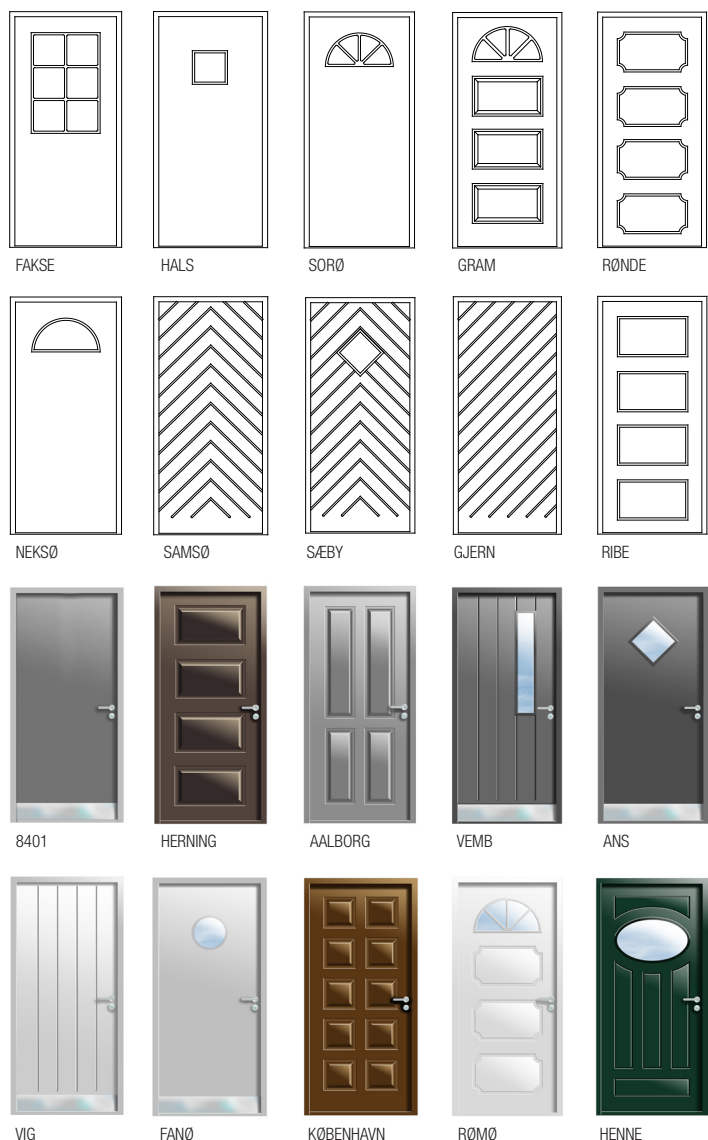 FAKSE HALS SORØ GRAM RØNDE
NEKSØ SAMSØ SÆBY GJERN RIBE
8401 HERNING AALBORG VEMB ANS
VIG FANØ KØBENHAVN RØMØ HENNE